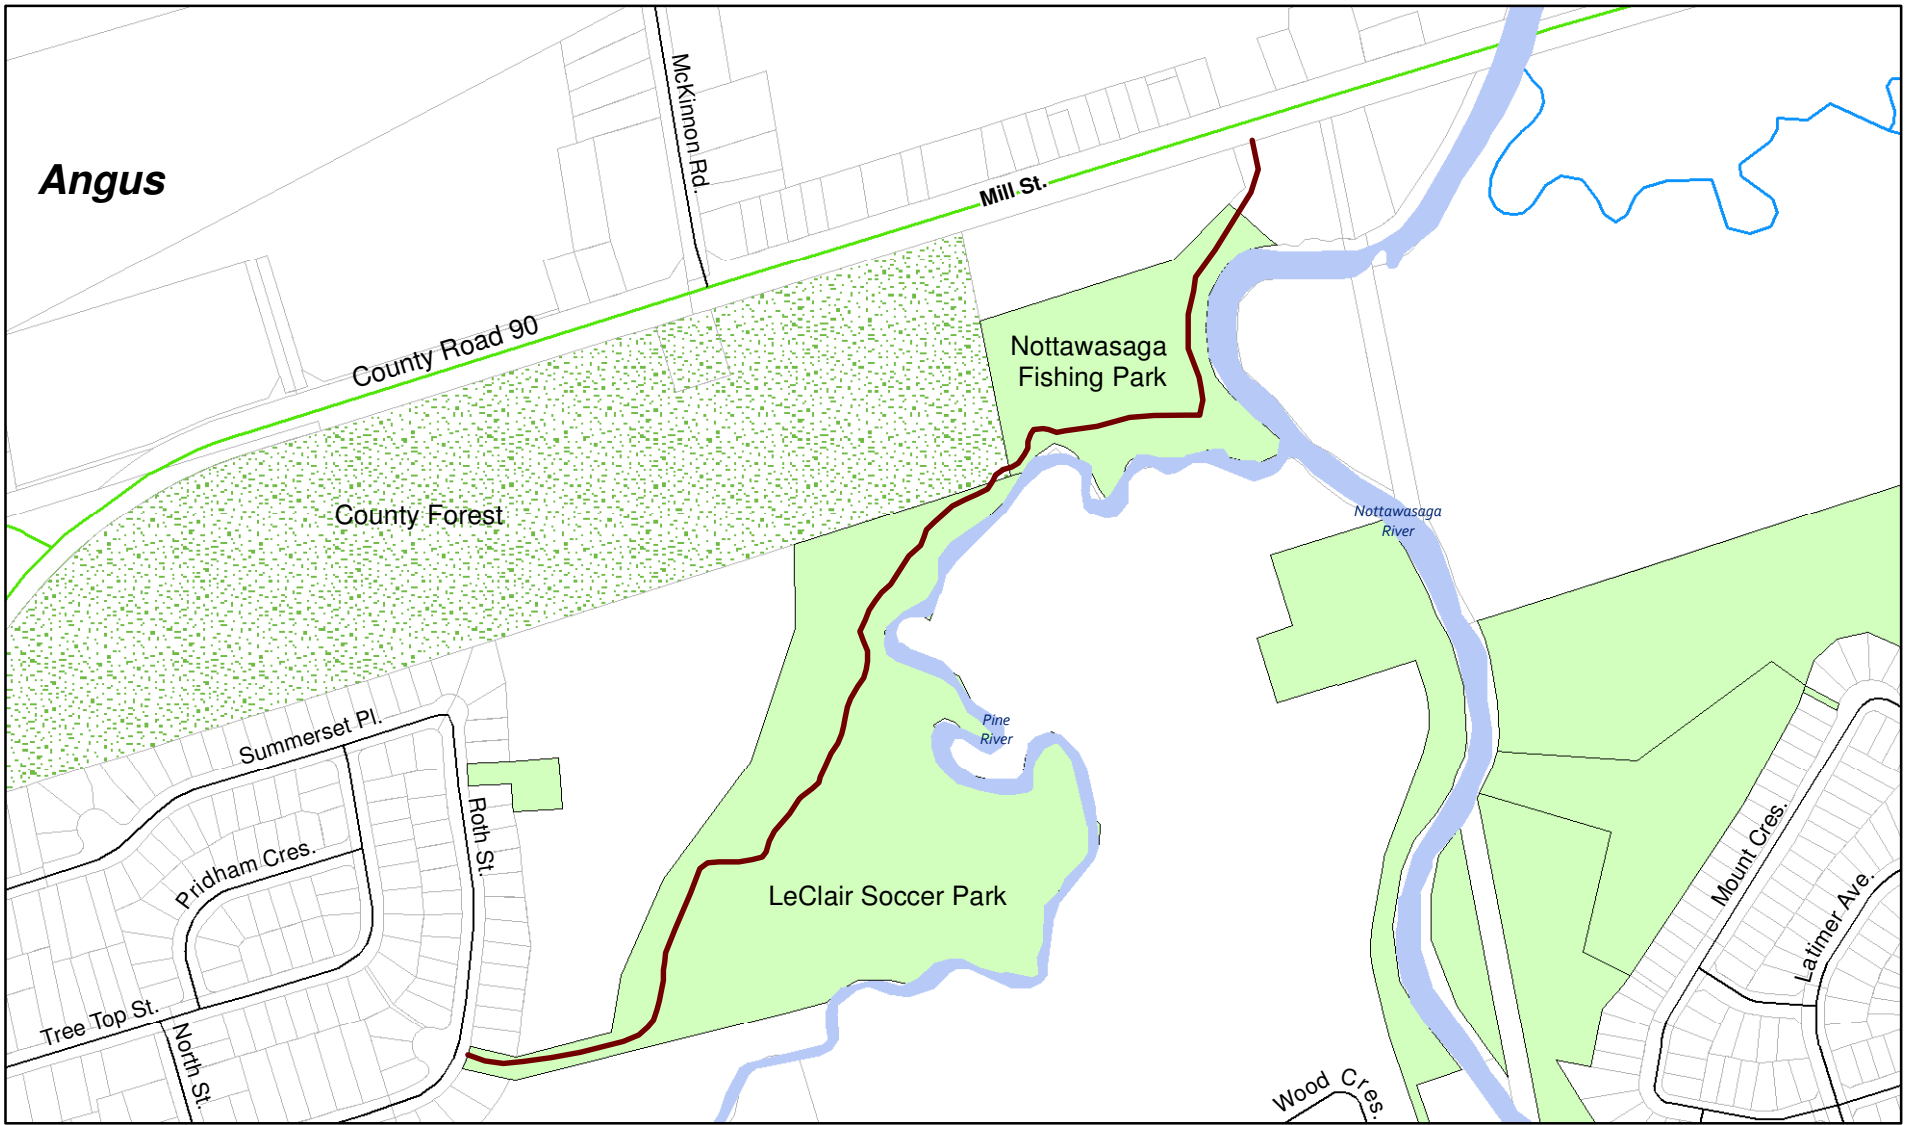 McKinnon Rd.
Angus
Mill St.
County Road 90
Nottawasaga
Fishing Park
County Forest
Nottawasaga
River
Pine
River
Summerset Pl.
Roth St.
Pridham Cres.
Mount Cres.
LeClair Soccer Park
Latimer Ave.
Tree Top St.
North St.
Wood Cres.